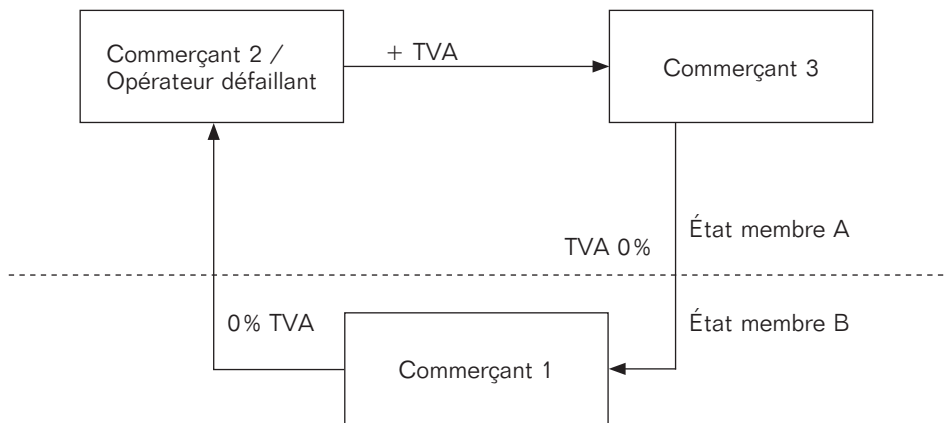 Commerçant 2 /
Opérateur défaillant
+ TVA
Commerçant 3
État membre A
TVA 0%
0% TVA
État membre B
Commerçant 1